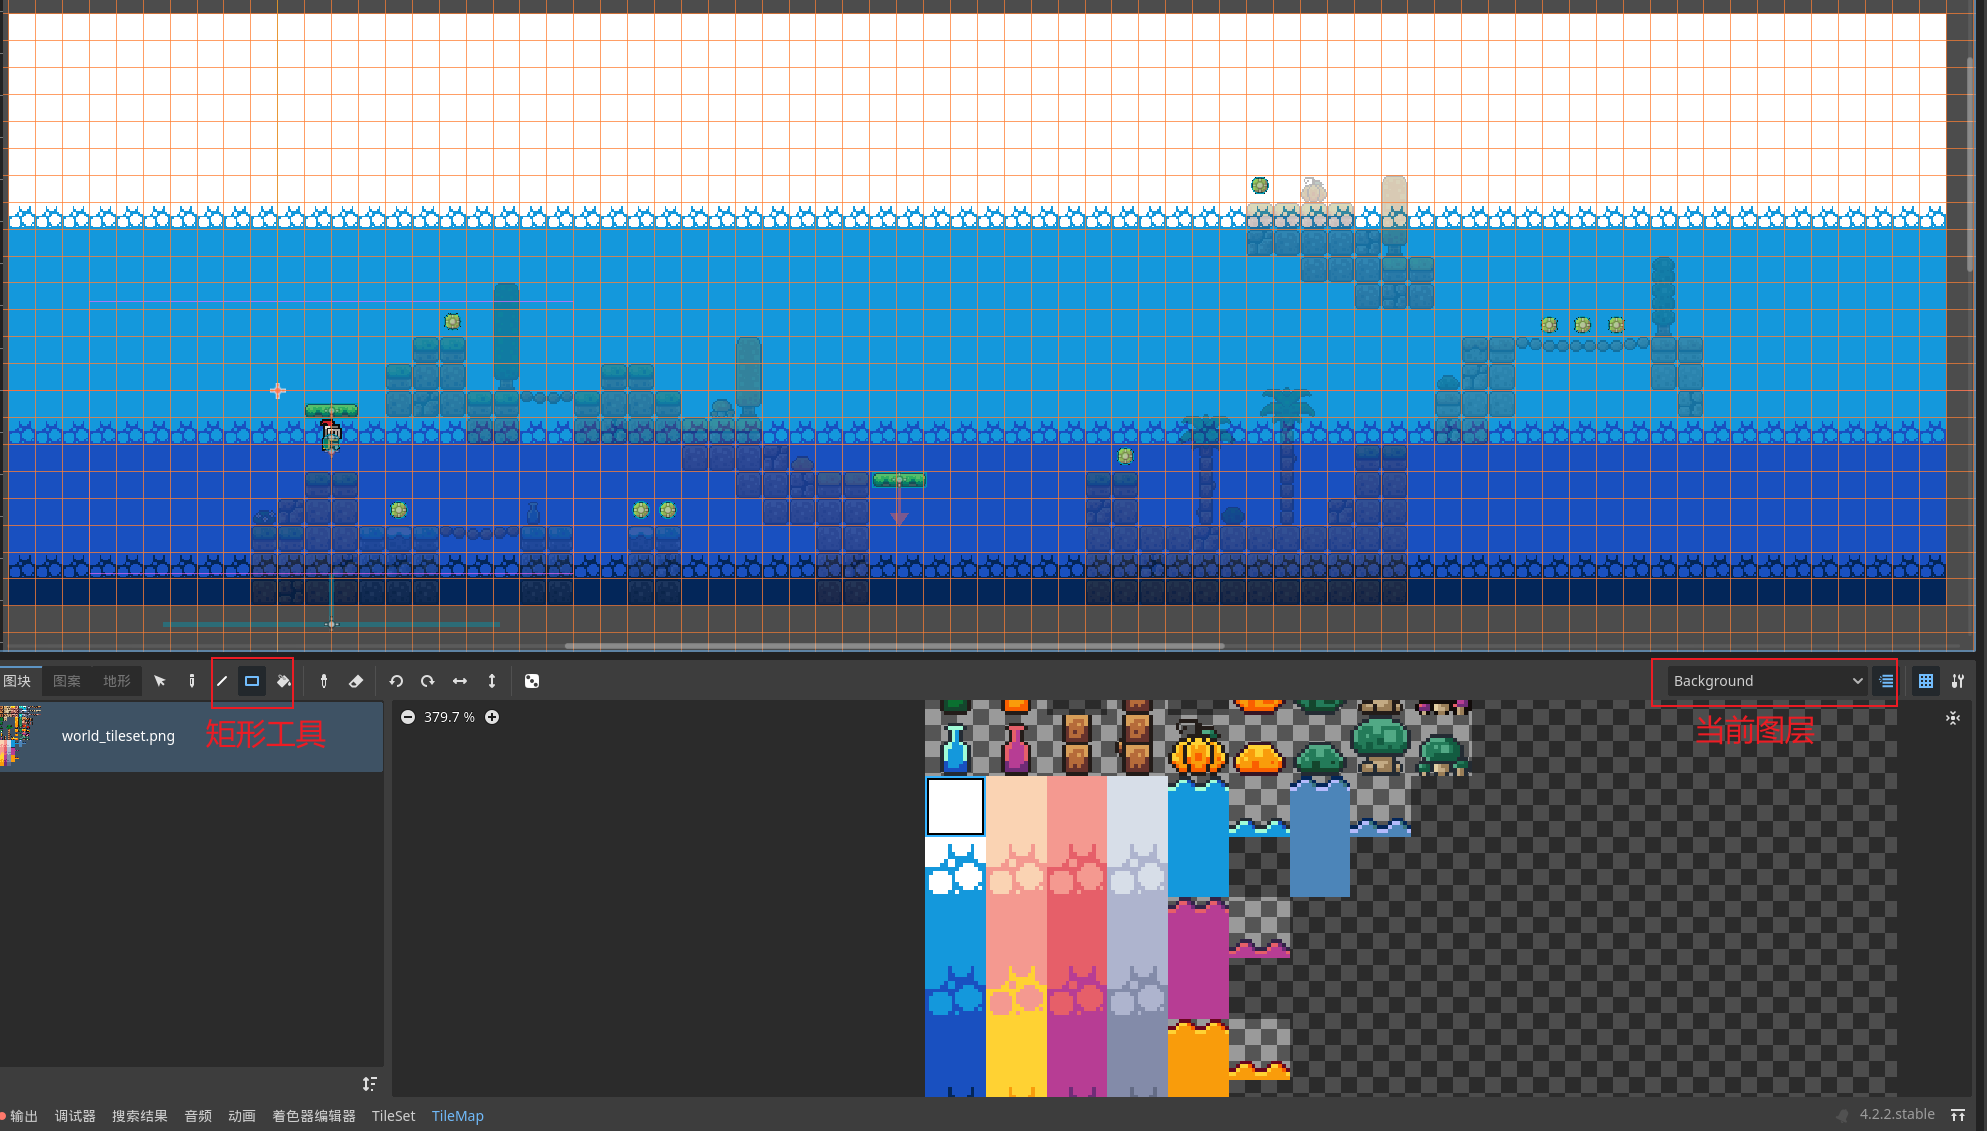 图块
图案
地形
矩形工具
Background
当前图层
world_tileset.png
379.7 %
输出
调试器
搜索结果
音频
动画
着色器编辑器
TileSet
TileMap
4.2.2.stable